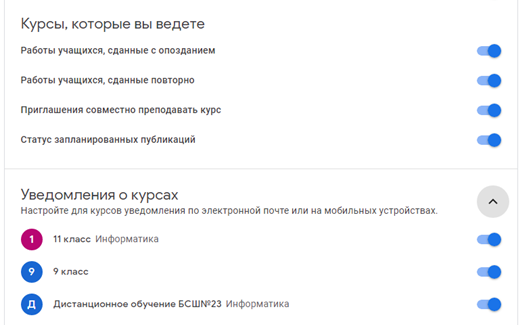 Курсы, которые вы ведете
Работы учащихся, сданные с опозданием
Работы учащихся, сданные повторно
Приглашения совместно преподавать курс
Статус запланированных публикаций
Уведомления о курсах
Настройте для курсов уведомления по электронной почте или на мобильных устройствах.
1 11 класс Информатика
9 9 класс
Д Дистанционное обучение БСШ№23 Информатика